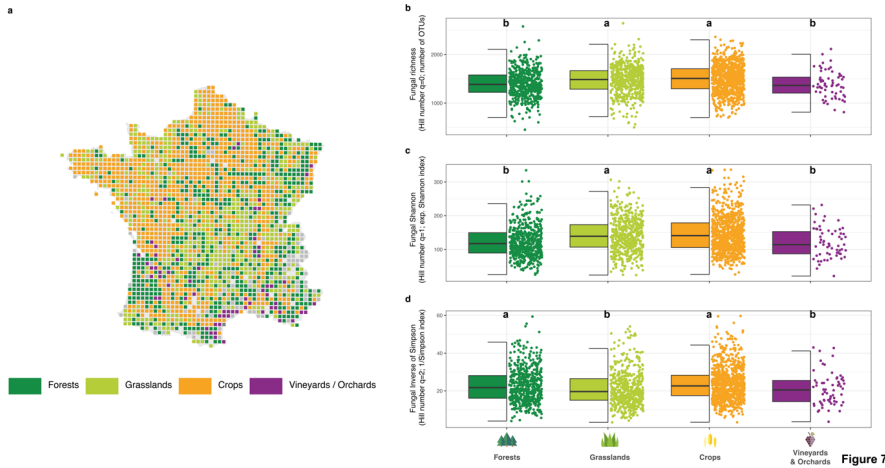 a
Forests
Grasslands
Crops
Vineyards / Orchards
b
Fungal richness
(Hill number q=0; number of OTUs)
2000
1500
1000
b
a
a
b
c
Fungal Shannon
(Hill number q=1; exp. Shannon index)
300
200
100
b
a
a
b
d
Fungal Inverse of Simpson
(Hill number q=2; 1/Simpson index)
60
40
20
a
b
a
b
Forests
Grasslands
Crops
Vineyards
& Orchards
Figure 7